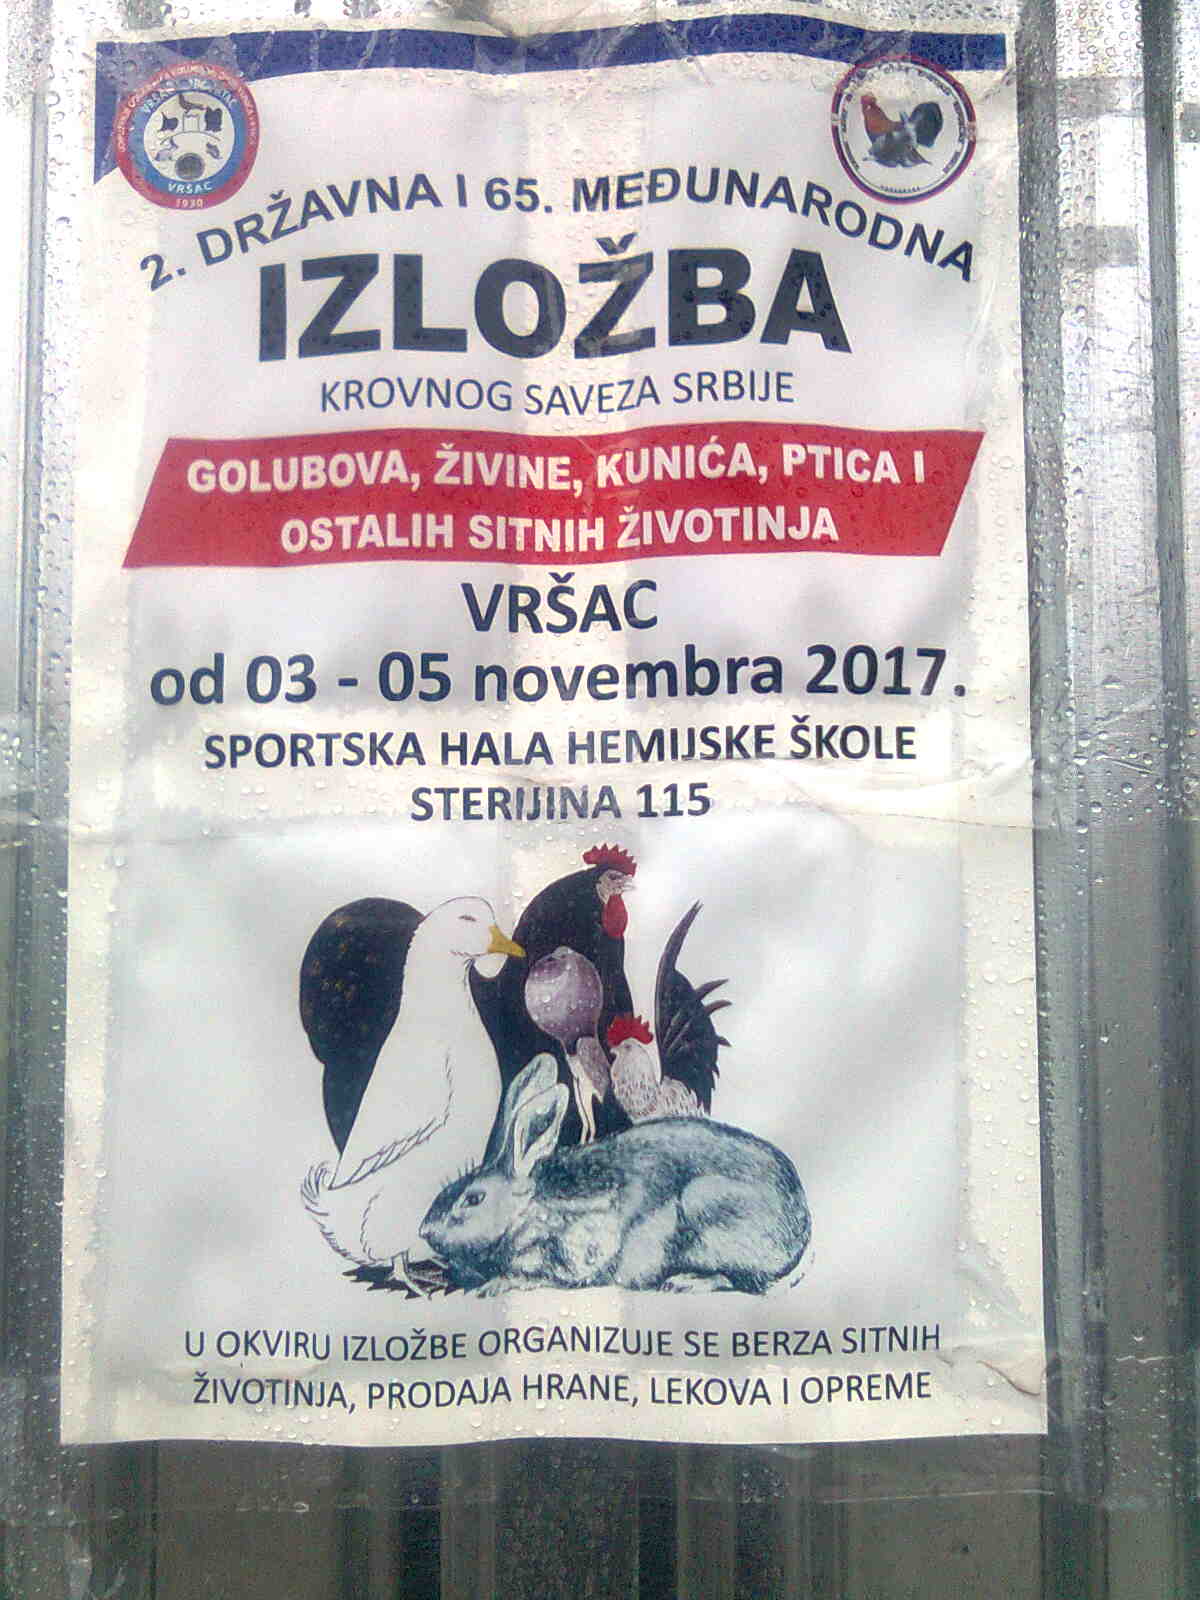 VRŠAC
1930
2. DRŽAVNA I 65. MEĐUNARODNA
IZLOŽBA
KROVNOG SAVEZA SRBIJE
GOLUBOVA, ŽIVINE, KUNIĆA, PTICA I
OSTALIH SITNIH ŽIVOTINJA
VRŠAC
od 03 - 05 novembra 2017.
SPORTSKA HALA HEMIJSKE ŠKOLE
STERIJINA 115
U OKVIRU IZLOŽBE ORGANIZUJE SE BERZA SITNIH
ŽIVOTINJA, PRODAJA HRANE, LEKOVA I OPREME